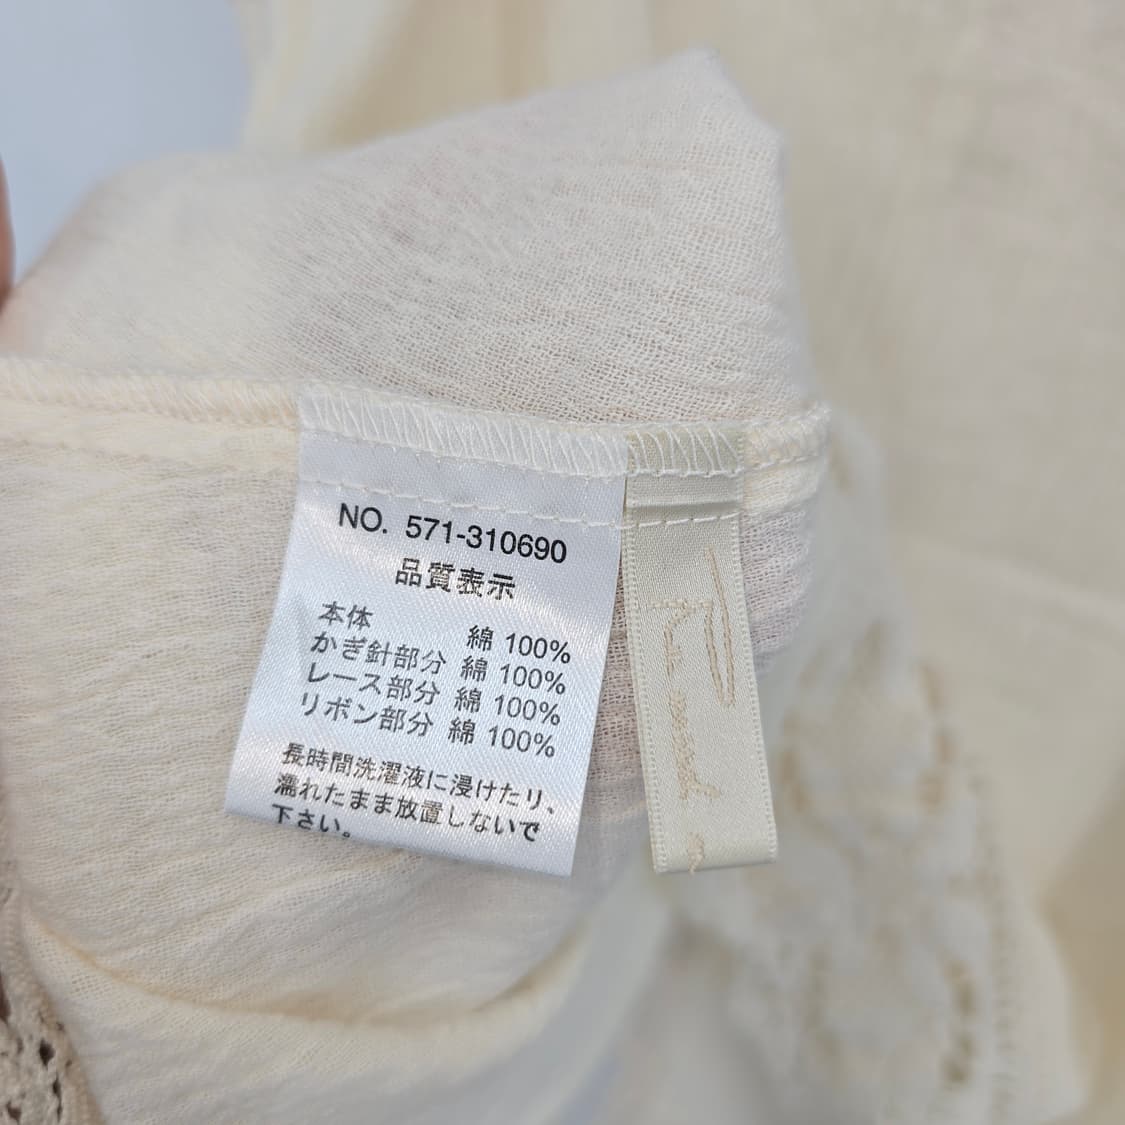 NO. 571-310690
品質表示
本体 綿 100%
かぎ針部分 綿 100%
レース部分 綿 100%
リボン部分 綿 100%
長時間洗濯液に浸けたり、
濡れたまま放置しないで
下さい。